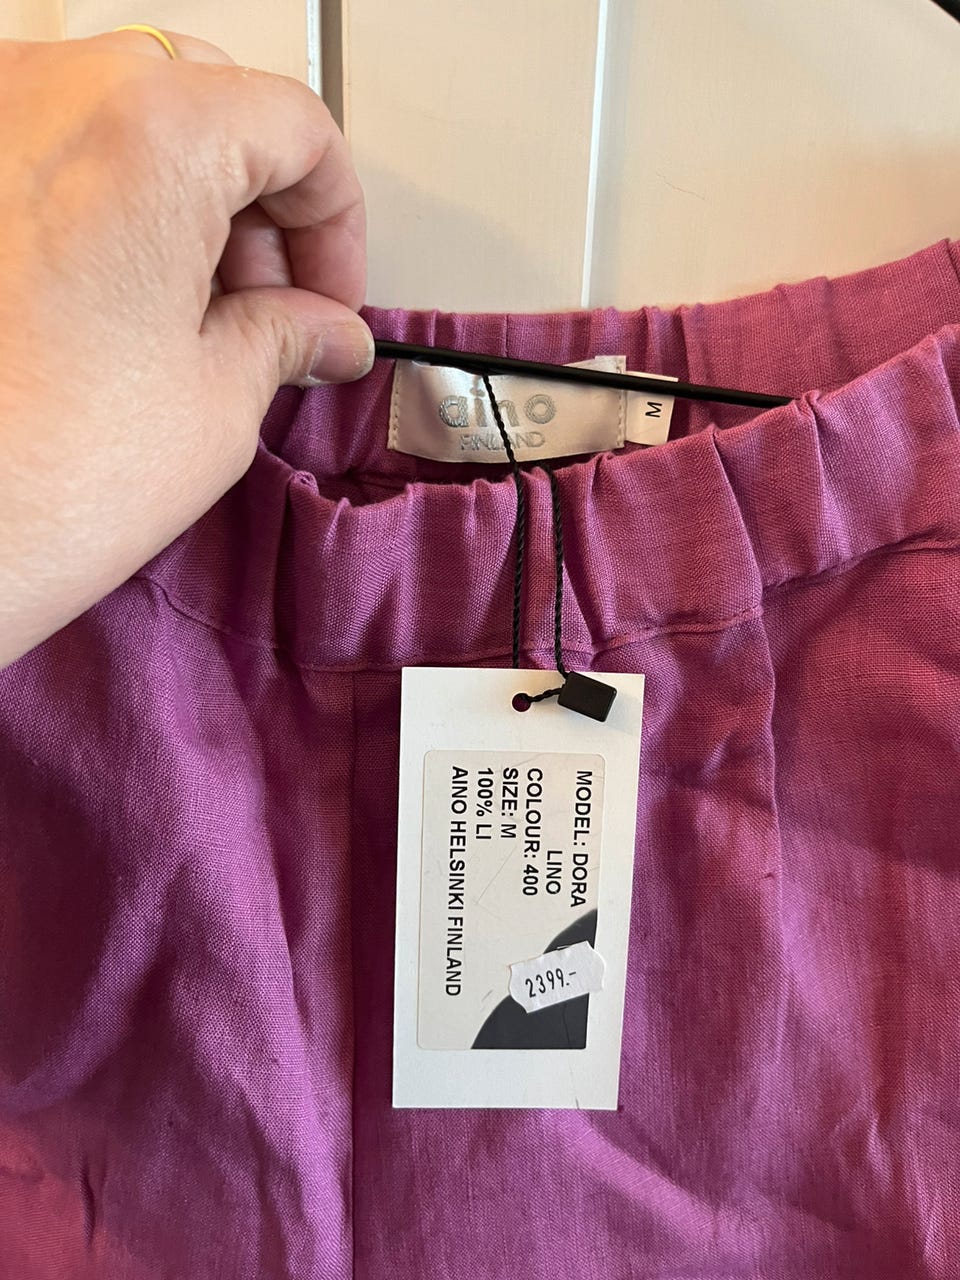 aino
FINLAND
M
MODEL: DORA
LINO
COLOUR: 400
SIZE: M
100% LI
AINO HELSINKI FINLAND
2399.-